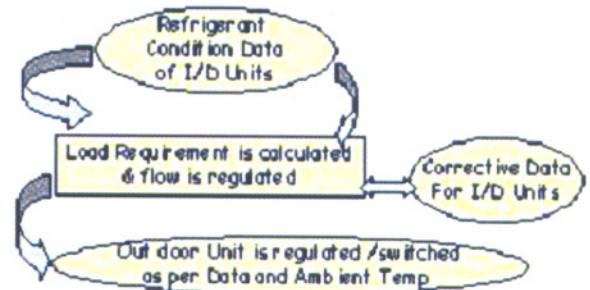 Refrigerant
Condition Data
of I/D Units
Load Requirement is calculated
& flow is regulated
Corrective Data
For I/D Units
Out door Unit is regulated /switched
as per Data and Ambient Temp